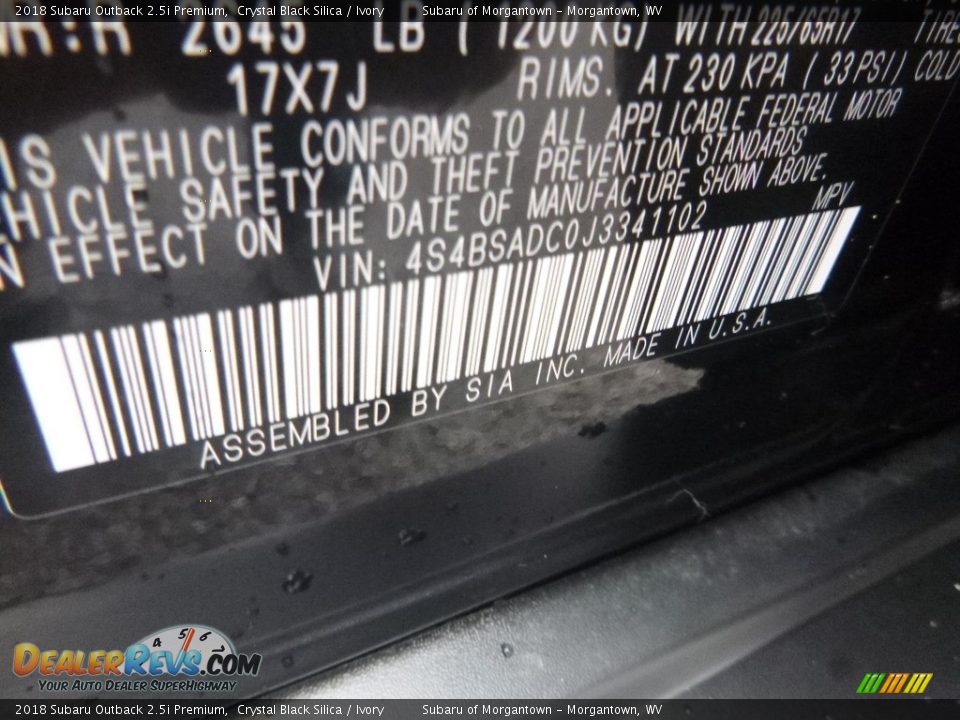 2018 Subaru Outback 2.5i Premium, Crystal Black Silica / Ivory Subaru of Morgantown - Morgantown, WV
2645 LB ( 1200 KG) WITH 225/65R17 TIRES
17X7J RIMS. AT 230 KPA ( 33 PSI) COLD
IS VEHICLE CONFORMS TO ALL APPLICABLE FEDERAL MOTOR
HICLE SAFETY AND THEFT PREVENTION STANDARDS
N EFFECT ON THE DATE OF MANUFACTURE SHOWN ABOVE.
VIN: 4S4BSADC0J3341102 MPV
ASSEMBLED BY SIA INC. MADE IN U.S.A.
4 5 6
DEALERREVS.COM
YOUR AUTO DEALER SUPERHIGHWAY
2018 Subaru Outback 2.5i Premium, Crystal Black Silica / Ivory Subaru of Morgantown - Morgantown, WV